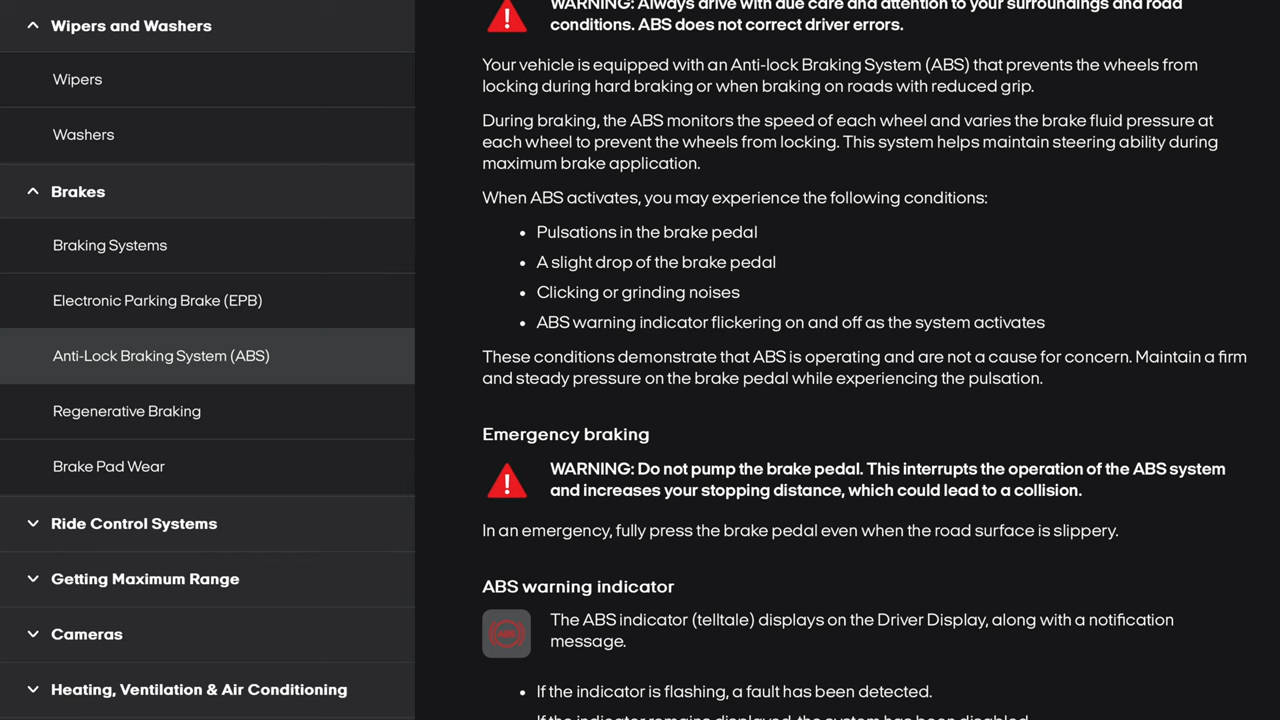 Wipers and Washers
Wipers
Washers
Brakes
Braking Systems
Electronic Parking Brake (EPB)
Anti-Lock Braking System (ABS)
Regenerative Braking
Brake Pad Wear
Ride Control Systems
Getting Maximum Range
Cameras
Heating, Ventilation & Air Conditioning
WARNING: Always drive with due care and attention to your surroundings and road
conditions. ABS does not correct driver errors.
Your vehicle is equipped with an Anti-lock Braking System (ABS) that prevents the wheels from
locking during hard braking or when braking on roads with reduced grip.
During braking, the ABS monitors the speed of each wheel and varies the brake fluid pressure at
each wheel to prevent the wheels from locking. This system helps maintain steering ability during
maximum brake application.
When ABS activates, you may experience the following conditions:
• Pulsations in the brake pedal
• A slight drop of the brake pedal
• Clicking or grinding noises
• ABS warning indicator flickering on and off as the system activates
These conditions demonstrate that ABS is operating and are not a cause for concern. Maintain a firm
and steady pressure on the brake pedal while experiencing the pulsation.
Emergency braking
WARNING: Do not pump the brake pedal. This interrupts the operation of the ABS system
and increases your stopping distance, which could lead to a collision.
In an emergency, fully press the brake pedal even when the road surface is slippery.
ABS warning indicator
ABS
The ABS indicator (telltale) displays on the Driver Display, along with a notification
message.
• If the indicator is flashing, a fault has been detected.
If the indicator remains displayed, the system has been disabled.